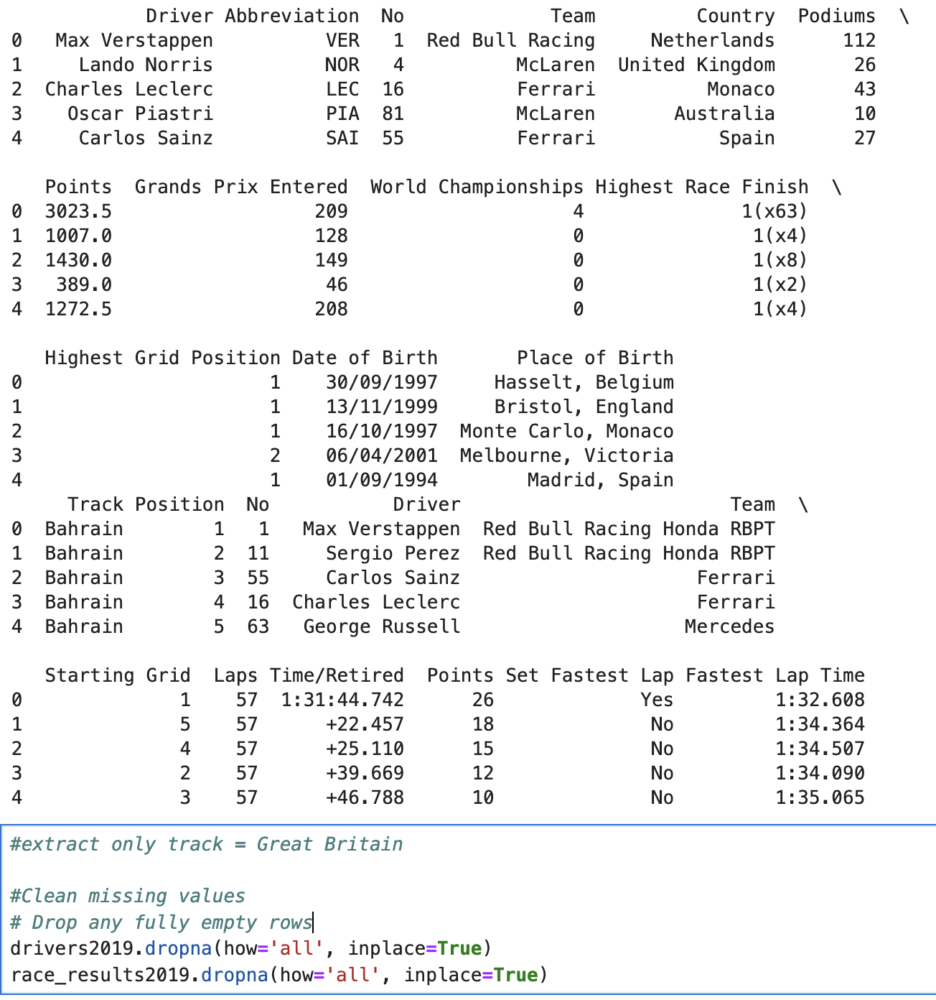 Driver Abbreviation No Team Country Podiums \
0 Max Verstappen VER 1 Red Bull Racing Netherlands 112
1 Lando Norris NOR 4 McLaren United Kingdom 26
2 Charles Leclerc LEC 16 Ferrari Monaco 43
3 Oscar Piastri PIA 81 McLaren Australia 10
4 Carlos Sainz SAI 55 Ferrari Spain 27
Points Grands Prix Entered World Championships Highest Race Finish \
0 3023.5 209 4 1(x63)
1 1007.0 128 0 1(x4)
2 1430.0 149 0 1(x8)
3 389.0 46 0 1(x2)
4 1272.5 208 0 1(x4)
Highest Grid Position Date of Birth Place of Birth
0 1 30/09/1997 Hasselt, Belgium
1 1 13/11/1999 Bristol, England
2 1 16/10/1997 Monte Carlo, Monaco
3 2 06/04/2001 Melbourne, Victoria
4 1 01/09/1994 Madrid, Spain
Track Position No Driver Team \
0 Bahrain 1 1 Max Verstappen Red Bull Racing Honda RBPT
1 Bahrain 2 11 Sergio Perez Red Bull Racing Honda RBPT
2 Bahrain 3 55 Carlos Sainz Ferrari
3 Bahrain 4 16 Charles Leclerc Ferrari
4 Bahrain 5 63 George Russell Mercedes
Starting Grid Laps Time/Retired Points Set Fastest Lap Fastest Lap Time
0 1 57 1:31:44.742 26 Yes 1:32.608
1 5 57 +22.457 18 No 1:34.364
2 4 57 +25.110 15 No 1:34.507
3 2 57 +39.669 12 No 1:34.090
4 3 57 +46.788 10 No 1:35.065
#extract only track = Great Britain
#Clean missing values
# Drop any fully empty rows
drivers2019.dropna(how='all', inplace=True)
race_results2019.dropna(how='all', inplace=True)